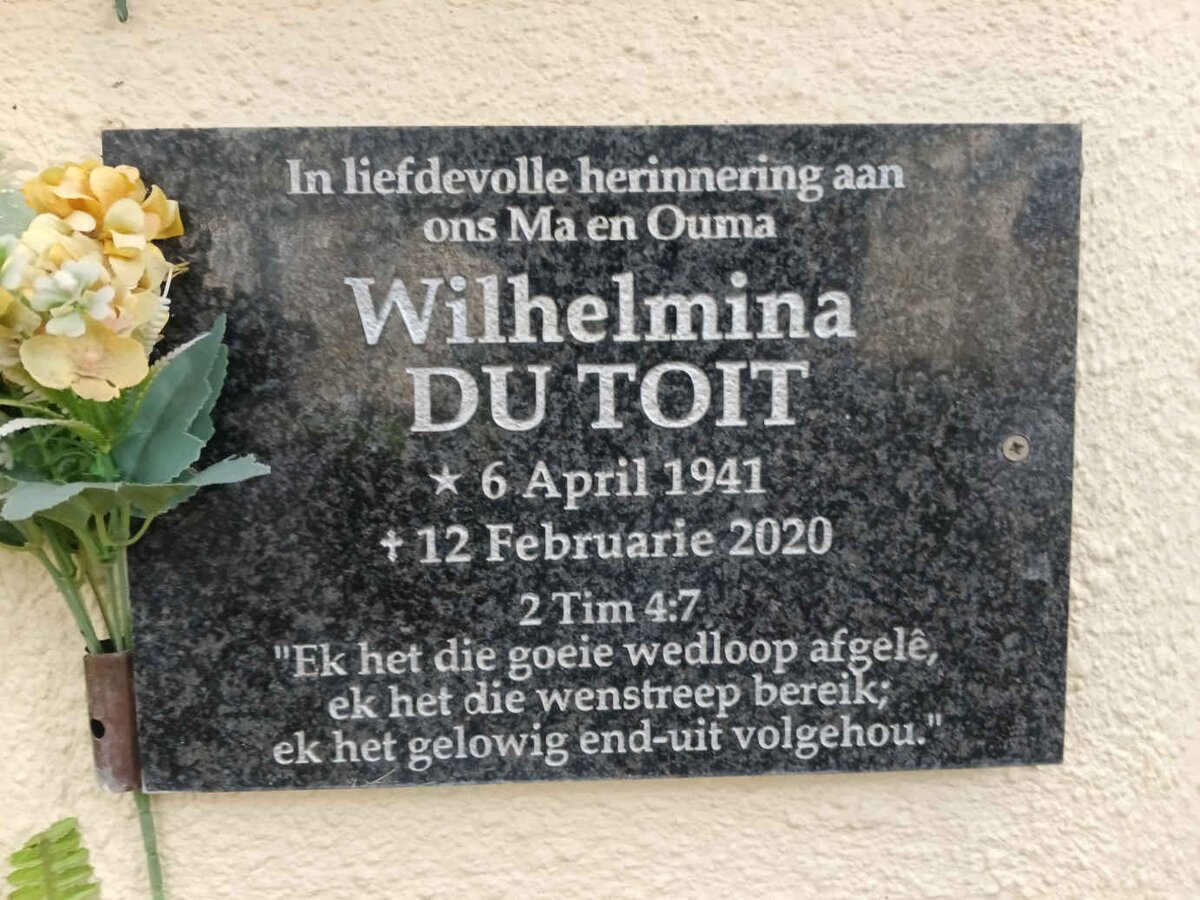 In liefdevolle herinnering aan
ons Ma en Ouma
Wilhelmina
DU TOIT
★ 6 April 1941
✝ 12 Februarie 2020
2 Tim 4:7
"Ek het die goeie wedloop afgelê,
ek het die wenstreep bereik;
ek het gelowig end-uit volgehou."